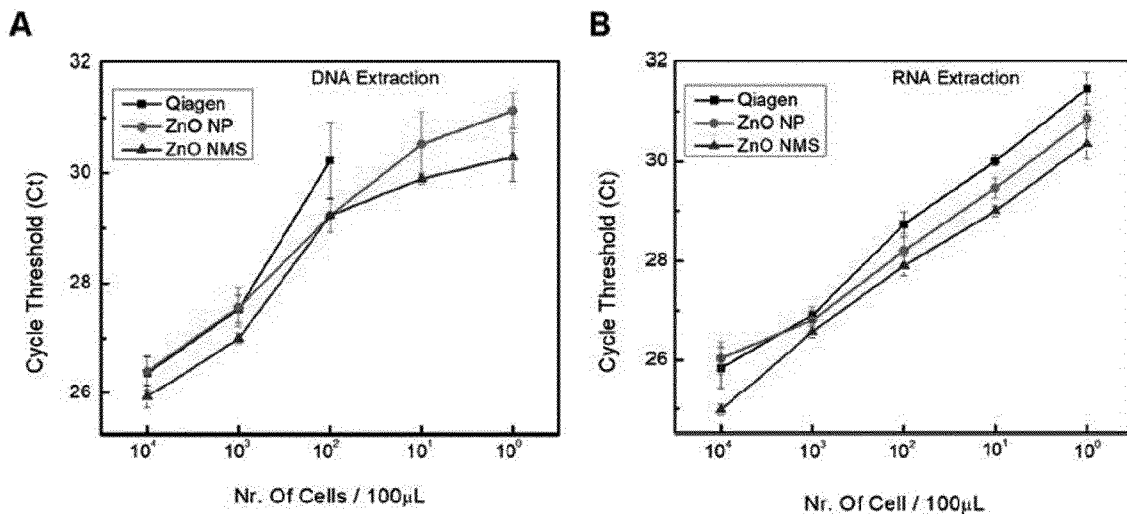 A
DNA Extraction
Qiagen
ZnO NP
ZnO NMS
Cycle Threshold (Ct)
32
30
28
26
10⁴ 10³ 10² 10¹ 10⁰
Nr. Of Cells / 100µL
B
RNA Extraction
Qiagen
ZnO NP
ZnO NMS
Cycle Threshold (Ct)
32
30
28
26
10⁴ 10³ 10² 10¹ 10⁰
Nr. Of Cell / 100µL